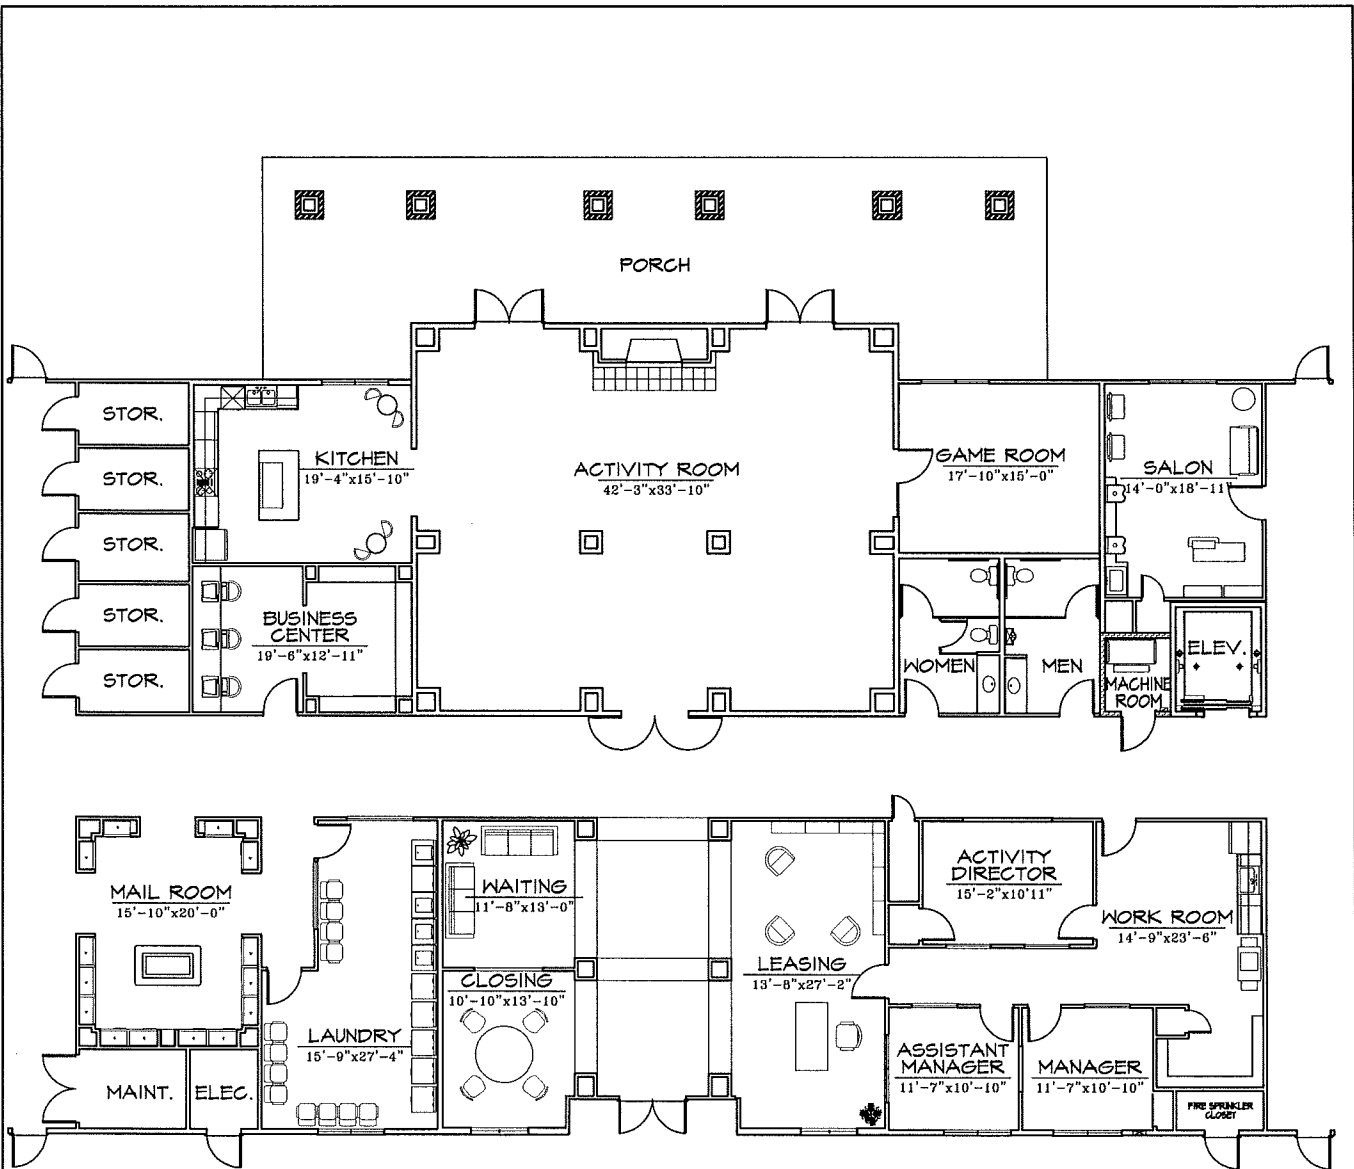 PORCH
STOR.
STOR.
STOR.
STOR.
STOR.
KITCHEN
19'-4"x15'-10"
ACTIVITY ROOM
42'-3"x33'-10"
GAME ROOM
17'-10"x15'-0"
SALON
14'-0"x18'-11"
BUSINESS
CENTER
19'-6"x12'-11"
WOMEN
MEN
MACHINE
ROOM
ELEV.
MAIL ROOM
15'-10"x20'-0"
WAITING
11'-8"x13'-0"
ACTIVITY
DIRECTOR
15'-2"x10'11"
WORK ROOM
14'-9"x23'-6"
CLOSING
10'-10"x13'-10"
LEASING
13'-8"x27'-2"
LAUNDRY
15'-9"x27'-4"
ASSISTANT
MANAGER
11'-7"x10'-10"
MANAGER
11'-7"x10'-10"
MAINT.
ELEC.
FIRE SPRINKLER
CLOSET